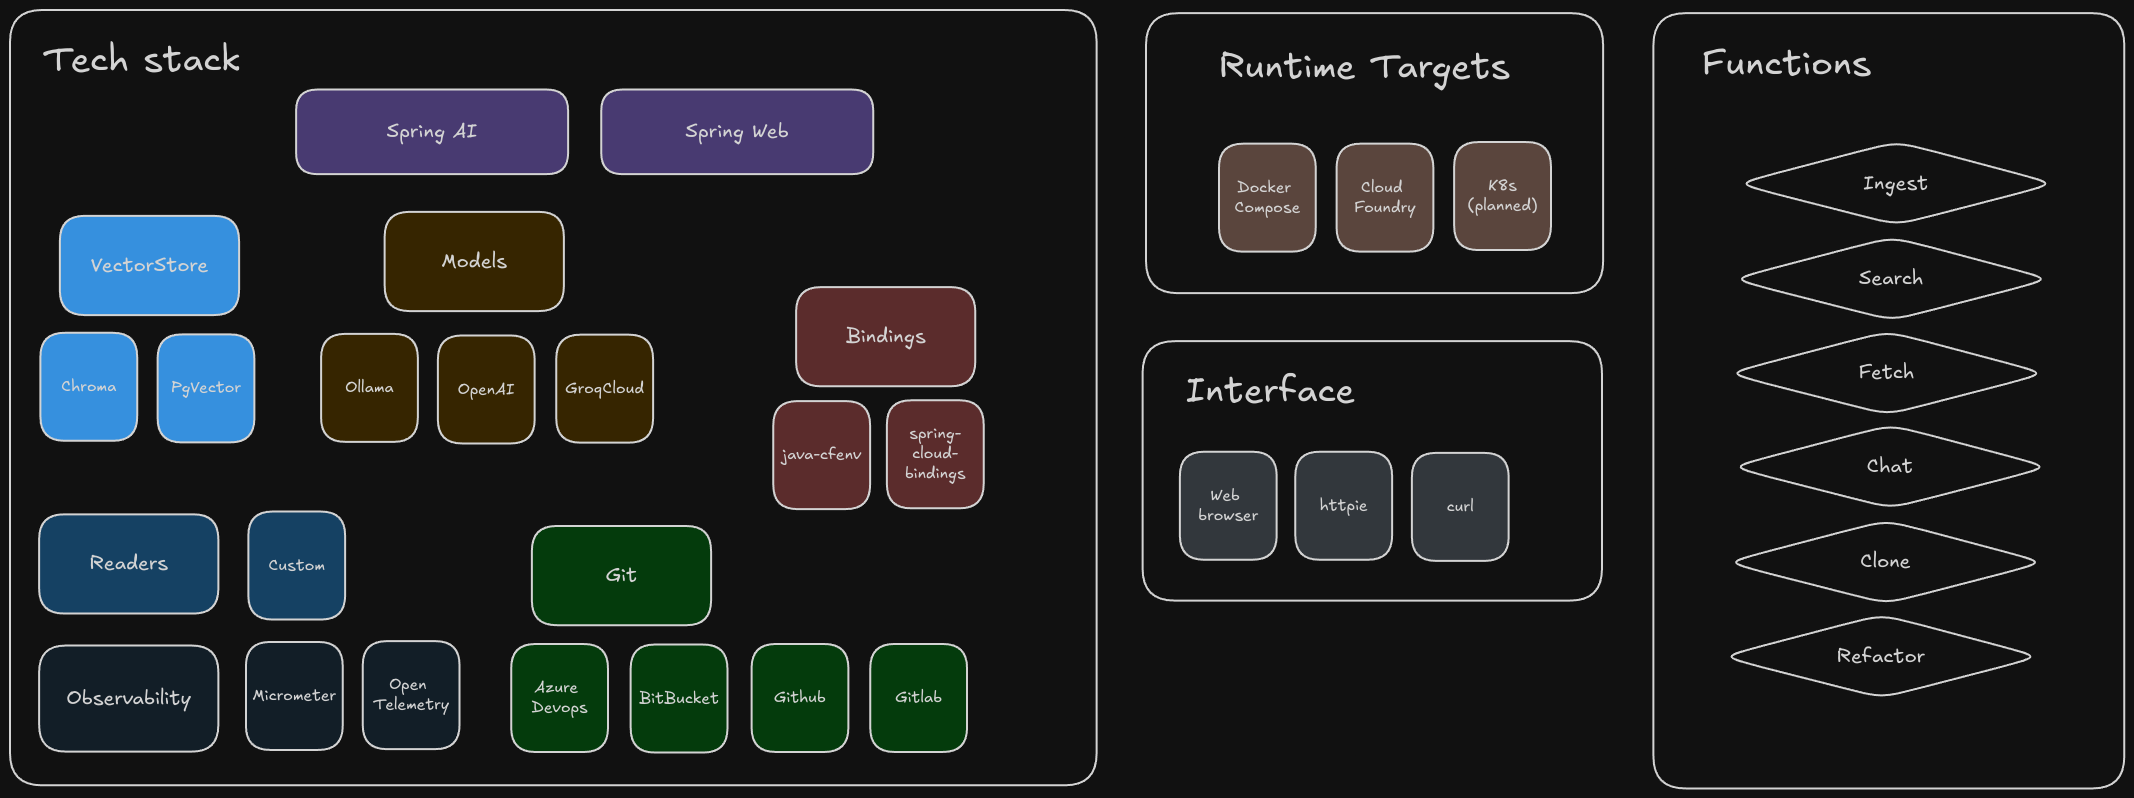 Tech stack
Spring AI
Spring Web
VectorStore
Chroma
PgVector
Models
Ollama
OpenAI
GroqCloud
Bindings
java-cfenv
spring-
cloud-
bindings
Readers
Custom
Observability
Micrometer
Open
Telemetry
Git
Azure
Devops
BitBucket
Github
Gitlab
Runtime Targets
Docker
Compose
Cloud
Foundry
K8s
(planned)
Interface
Web
browser
httpie
curl
Functions
Ingest
Search
Fetch
Chat
Clone
Refactor